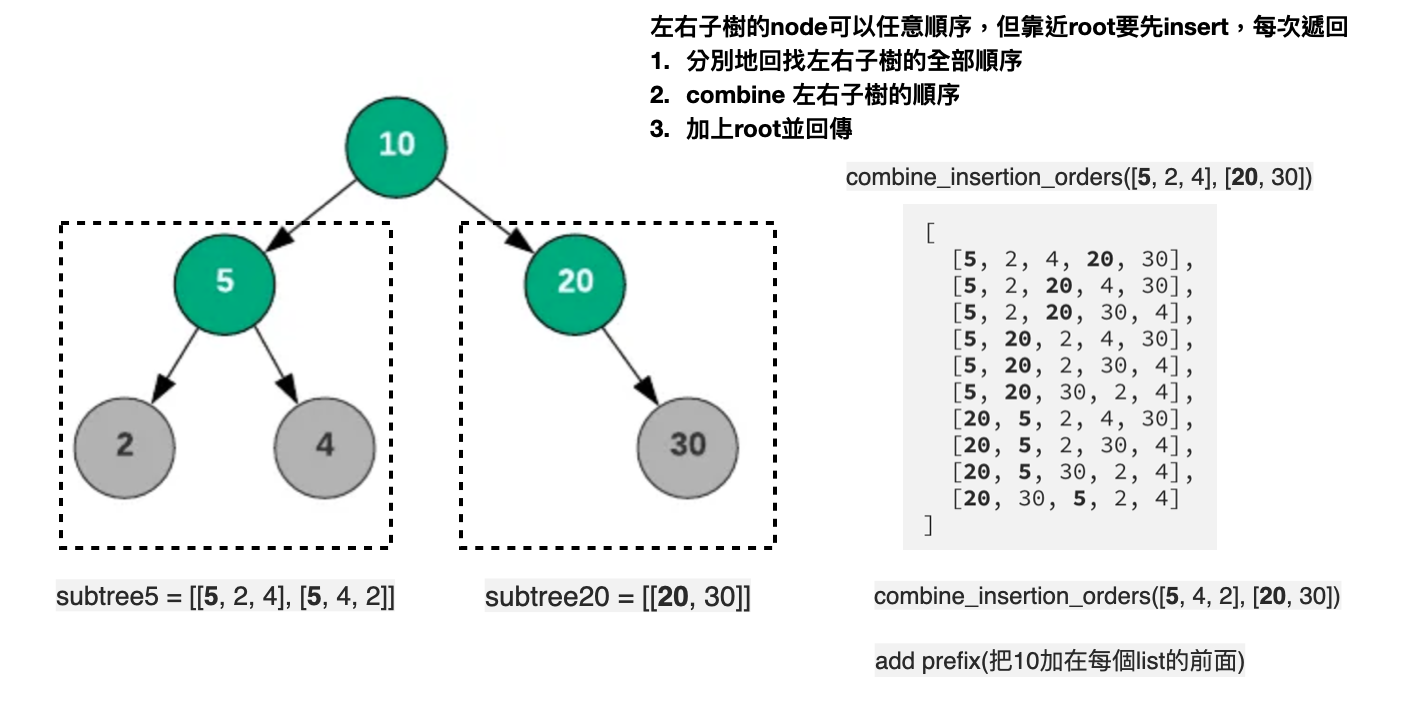 左右子樹的node可以任意順序，但靠近root要先insert，每次遞回
1. 分別地回找左右子樹的全部順序
2. combine 左右子樹的順序
3. 加上root並回傳
10
5
20
2
4
30
subtree5 = [[5, 2, 4], [5, 4, 2]]
subtree20 = [[20, 30]]
combine_insertion_orders([5, 2, 4], [20, 30])
[
[5, 2, 4, 20, 30],
[5, 2, 20, 4, 30],
[5, 2, 20, 30, 4],
[5, 20, 2, 4, 30],
[5, 20, 2, 30, 4],
[5, 20, 30, 2, 4],
[20, 5, 2, 4, 30],
[20, 5, 2, 30, 4],
[20, 5, 30, 2, 4],
[20, 30, 5, 2, 4]
]
combine_insertion_orders([5, 4, 2], [20, 30])
add prefix(把10加在每個list的前面)